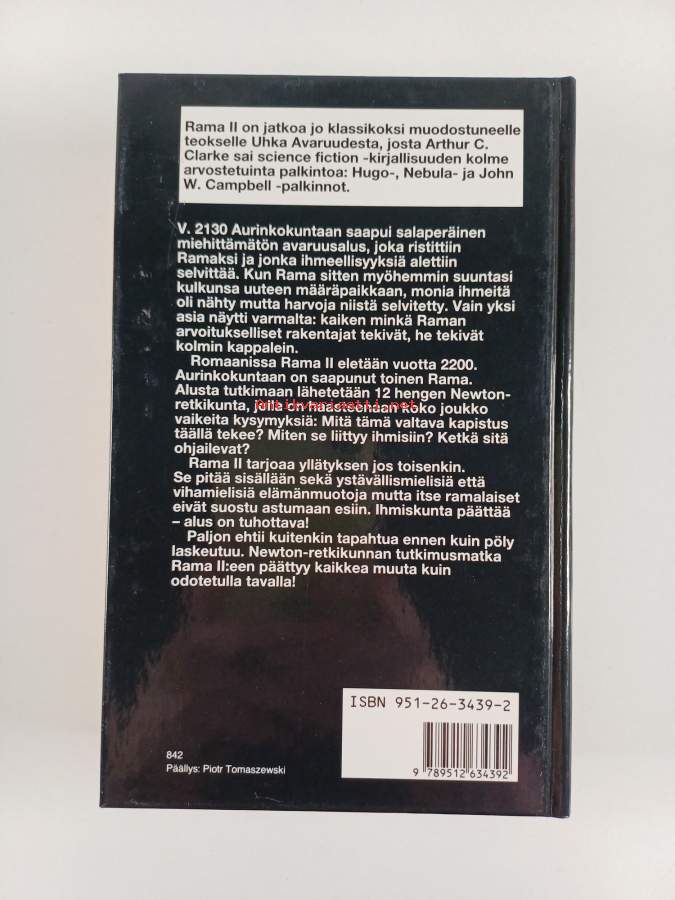 Rama II on jatkoa jo klassikoksi muodostuneelle
teokselle Uhka Avaruudesta, josta Arthur C.
Clarke sai science fiction -kirjallisuuden kolme
arvostetuinta palkintoa: Hugo-, Nebula- ja John
W. Campbell -palkinnot.
V. 2130 Aurinkokuntaan saapui salaperäinen
miehittämätön avaruusalus, joka ristittiin
Ramaksi ja jonka ihmeellisyyksiä alettiin
selvittää. Kun Rama sitten myöhemmin suuntasi
kulkunsa uuteen määräpaikkaan, monia ihmeitä
oli nähty mutta harvoja niistä selvitetty. Vain yksi
asia näytti varmalta: kaiken minkä Raman
arvoitukselliset rakentajat tekivät, he tekivät
kolmin kappalein.
Romaanissa Rama II eletään vuotta 2200.
Aurinkokuntaan on saapunut toinen Rama.
Alusta tutkimaan lähetetään 12 hengen Newton-
retkikunta, jolla on haasteenaan koko joukko
vaikeita kysymyksiä: Mitä tämä valtava kapistus
täällä tekee? Miten se liittyy ihmisiin? Ketkä sitä
ohjailevat?
Rama II tarjoaa yllätyksen jos toisenkin.
Se pitää sisällään sekä ystävällismielisiä että
vihamielisiä elämänmuotoja mutta itse ramalaiset
eivät suostu astumaan esiin. Ihmiskunta päättää
– alus on tuhottava!
Paljon ehtii kuitenkin tapahtua ennen kuin pöly
laskeutuu. Newton-retkikunnan tutkimusmatka
Rama II:een päättyy kaikkea muuta kuin
odotetulla tavalla!
ISBN 951-26-3439-2
9 789512 634392
842
Päällys: Piotr Tomaszewski